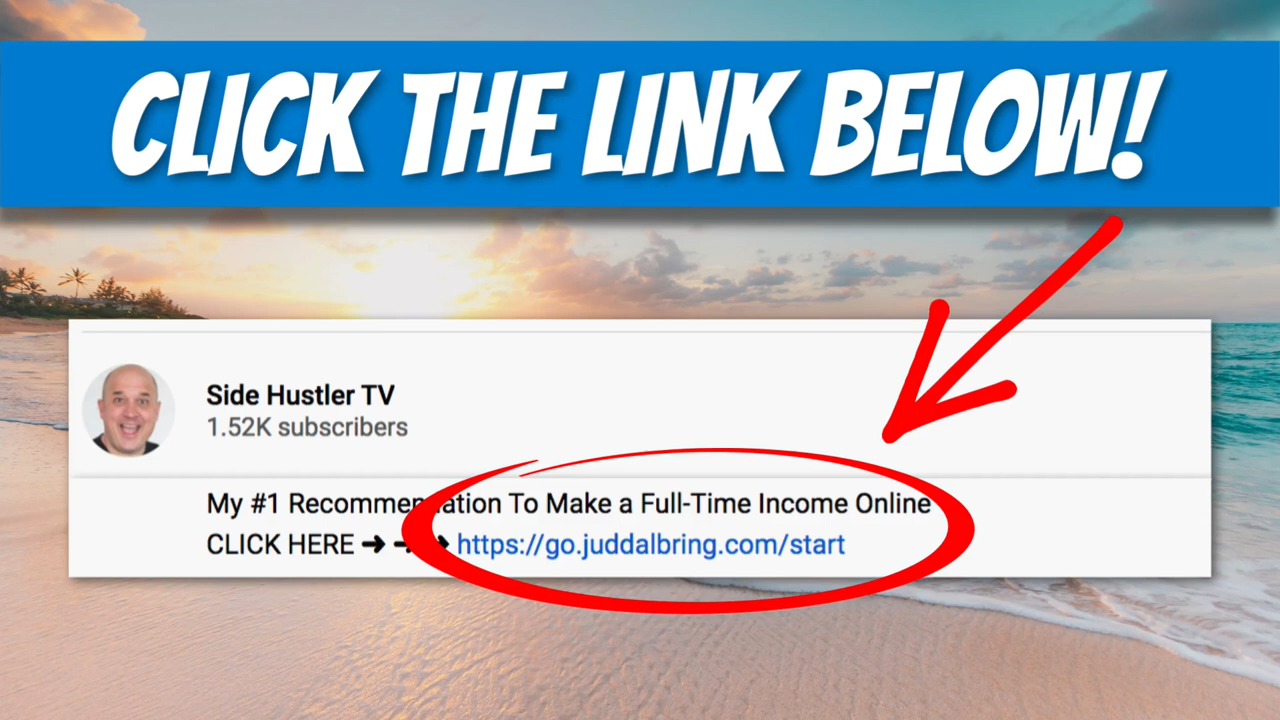 CLICK THE LINK BELOW!
Side Hustler TV
1.52K subscribers
My #1 Recommendation To Make a Full-Time Income Online
CLICK HERE ➜ ➜ ➜ https://go.juddalbring.com/start